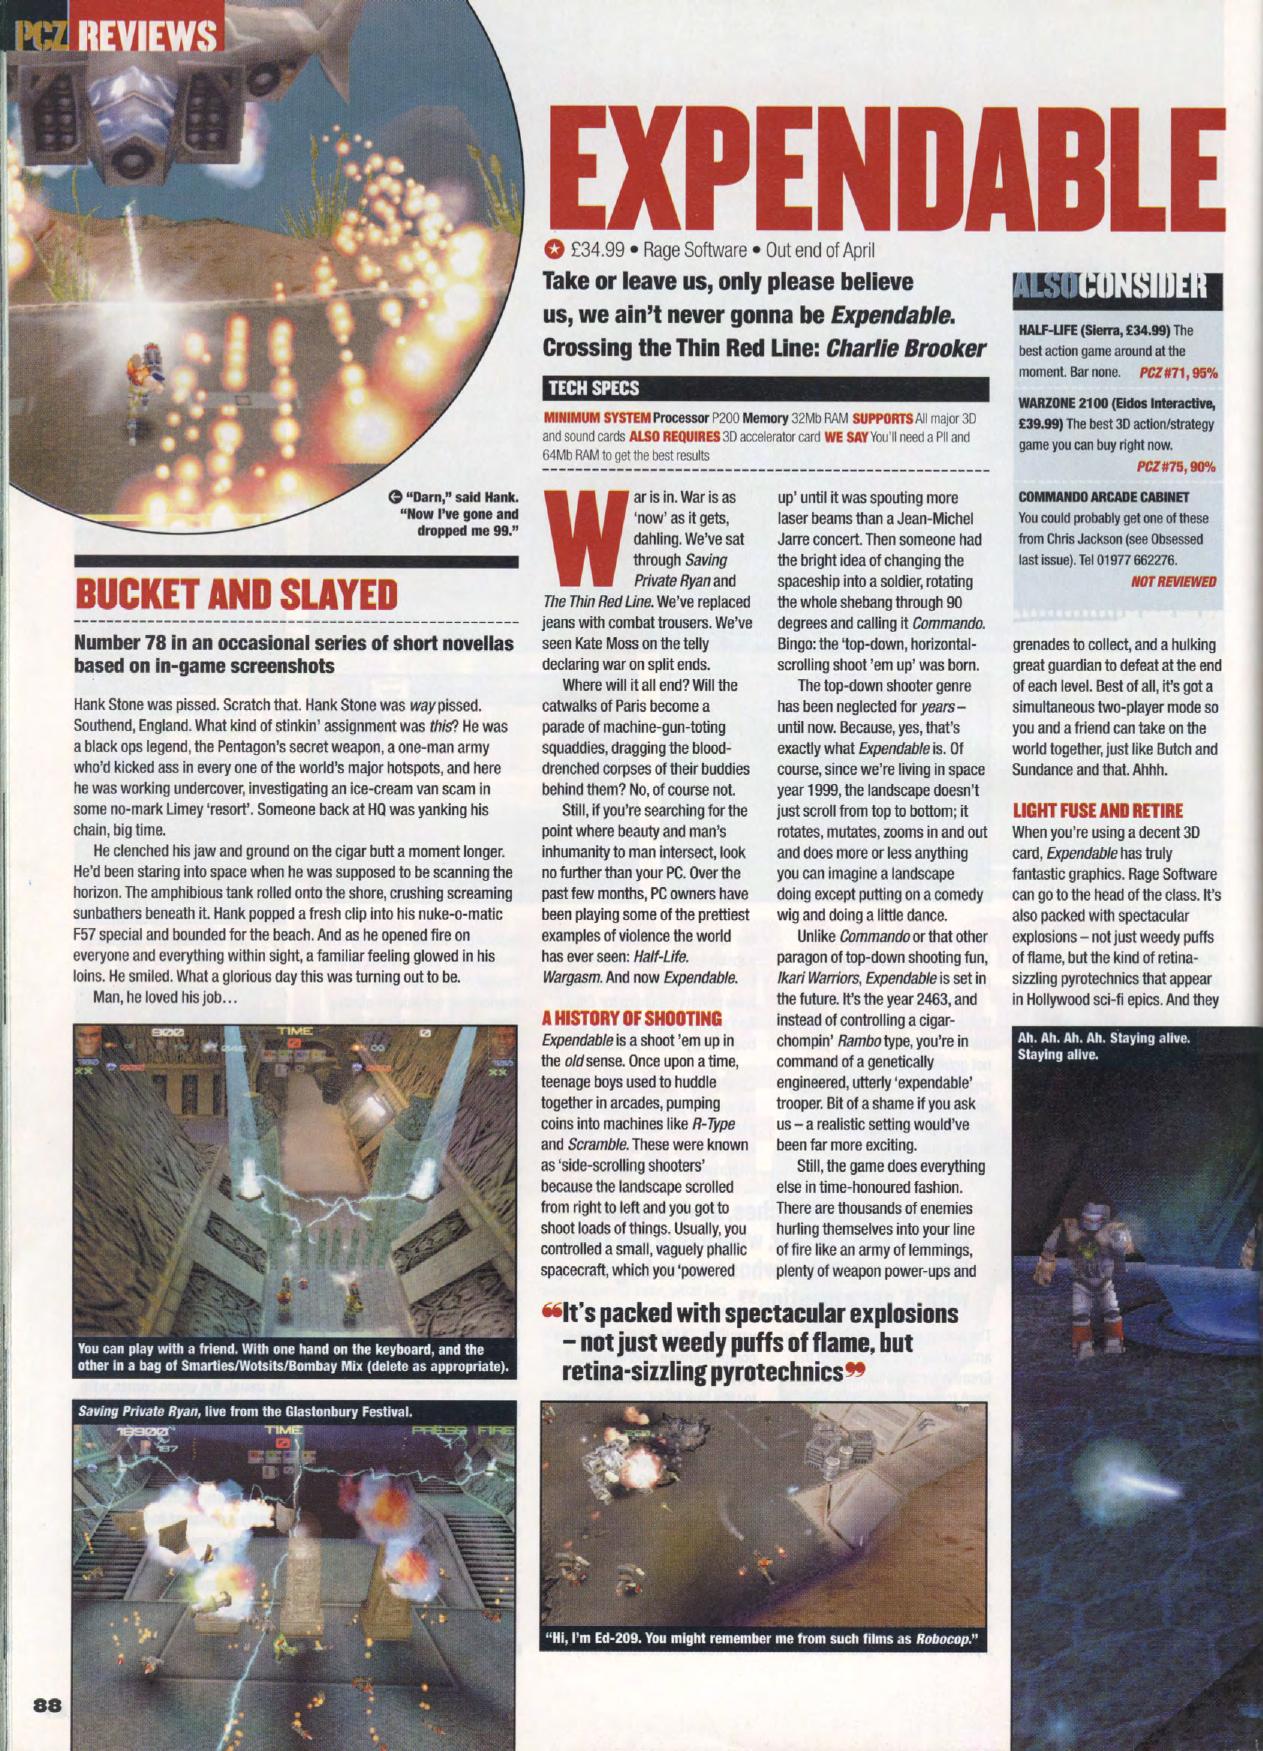 PCZ REVIEWS
EXPENDABLE
£34.99 • Rage Software • Out end of April
Take or leave us, only please believe
us, we ain't never gonna be Expendable.
Crossing the Thin Red Line: Charlie Brooker
TECH SPECS
MINIMUM SYSTEM Processor P200 Memory 32Mb RAM SUPPORTS All major 3D
and sound cards ALSO REQUIRES 3D accelerator card WE SAY You'll need a PII and
64Mb RAM to get the best results
"Darn," said Hank.
"Now I've gone and
dropped me 99."
BUCKET AND SLAYED
Number 78 in an occasional series of short novellas
based on in-game screenshots
Hank Stone was pissed. Scratch that. Hank Stone was way pissed.
Southend, England. What kind of stinkin' assignment was this? He was
a black ops legend, the Pentagon's secret weapon, a one-man army
who'd kicked ass in every one of the world's major hotspots, and here
he was working undercover, investigating an ice-cream van scam in
some no-mark Limey 'resort'. Someone back at HQ was yanking his
chain, big time.
He clenched his jaw and ground on the cigar butt a moment longer.
He'd been staring into space when he was supposed to be scanning the
horizon. The amphibious tank rolled onto the shore, crushing screaming
sunbathers beneath it. Hank popped a fresh clip into his nuke-o-matic
F57 special and bounded for the beach. And as he opened fire on
everyone and everything within sight, a familiar feeling glowed in his
loins. He smiled. What a glorious day this was turning out to be.
Man, he loved his job...
900
TIME
0
0
You can play with a friend. With one hand on the keyboard, and the
other in a bag of Smarties/Wotsits/Bombay Mix (delete as appropriate).
Saving Private Ryan, live from the Glastonbury Festival.
18900
TIME
0
PRESS FIRE
187
War is in. War is as
'now' as it gets,
dahling. We've sat
through Saving
Private Ryan and
The Thin Red Line. We've replaced
jeans with combat trousers. We've
seen Kate Moss on the telly
declaring war on split ends.
Where will it all end? Will the
catwalks of Paris become a
parade of machine-gun-toting
squaddies, dragging the blood-
drenched corpses of their buddies
behind them? No, of course not.
Still, if you're searching for the
point where beauty and man's
inhumanity to man intersect, look
no further than your PC. Over the
past few months, PC owners have
been playing some of the prettiest
examples of violence the world
has ever seen: Half-Life.
Wargasm. And now Expendable.
A HISTORY OF SHOOTING
Expendable is a shoot 'em up in
the old sense. Once upon a time,
teenage boys used to huddle
together in arcades, pumping
coins into machines like R-Type
and Scramble. These were known
as 'side-scrolling shooters'
because the landscape scrolled
from right to left and you got to
shoot loads of things. Usually, you
controlled a small, vaguely phallic
spacecraft, which you 'powered
up' until it was spouting more
laser beams than a Jean-Michel
Jarre concert. Then someone had
the bright idea of changing the
spaceship into a soldier, rotating
the whole shebang through 90
degrees and calling it Commando.
Bingo: the 'top-down, horizontal-
scrolling shoot 'em up' was born.
The top-down shooter genre
has been neglected for years –
until now. Because, yes, that's
exactly what Expendable is. Of
course, since we're living in space
year 1999, the landscape doesn't
just scroll from top to bottom; it
rotates, mutates, zooms in and out
and does more or less anything
you can imagine a landscape
doing except putting on a comedy
wig and doing a little dance.
Unlike Commando or that other
paragon of top-down shooting fun,
Ikari Warriors, Expendable is set in
the future. It's the year 2463, and
instead of controlling a cigar-
chompin' Rambo type, you're in
command of a genetically
engineered, utterly 'expendable'
trooper. Bit of a shame if you ask
us – a realistic setting would've
been far more exciting.
Still, the game does everything
else in time-honoured fashion.
There are thousands of enemies
hurling themselves into your line
of fire like an army of lemmings,
plenty of weapon power-ups and
"It's packed with spectacular explosions
– not just weedy puffs of flame, but
retina-sizzling pyrotechnics"
"Hi, I'm Ed-209. You might remember me from such films as Robocop."
ALSO CONSIDER
HALF-LIFE (Sierra, £34.99) The
best action game around at the
moment. Bar none. PCZ #71, 95%
WARZONE 2100 (Eidos Interactive,
£39.99) The best 3D action/strategy
game you can buy right now.
PCZ #75, 90%
COMMANDO ARCADE CABINET
You could probably get one of these
from Chris Jackson (see Obsessed
last issue). Tel 01977 662276.
NOT REVIEWED
grenades to collect, and a hulking
great guardian to defeat at the end
of each level. Best of all, it's got a
simultaneous two-player mode so
you and a friend can take on the
world together, just like Butch and
Sundance and that. Ahhh.
LIGHT FUSE AND RETIRE
When you're using a decent 3D
card, Expendable has truly
fantastic graphics. Rage Software
can go to the head of the class. It's
also packed with spectacular
explosions – not just weedy puffs
of flame, but the kind of retina-
sizzling pyrotechnics that appear
in Hollywood sci-fi epics. And they
Ah. Ah. Ah. Ah. Staying alive.
Staying alive.
88